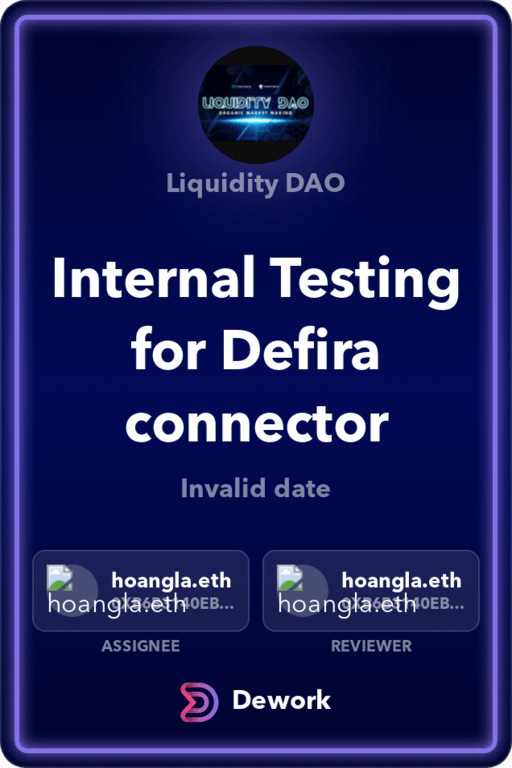 LIQUIDITY DAO
ORGANIC MARKET MAKING
Liquidity DAO
Internal Testing
for Defira
connector
Invalid date
hoangla.eth
hoangla.eth
hoangla.eth
hoangla.eth
ASSIGNEE
REVIEWER
Dework